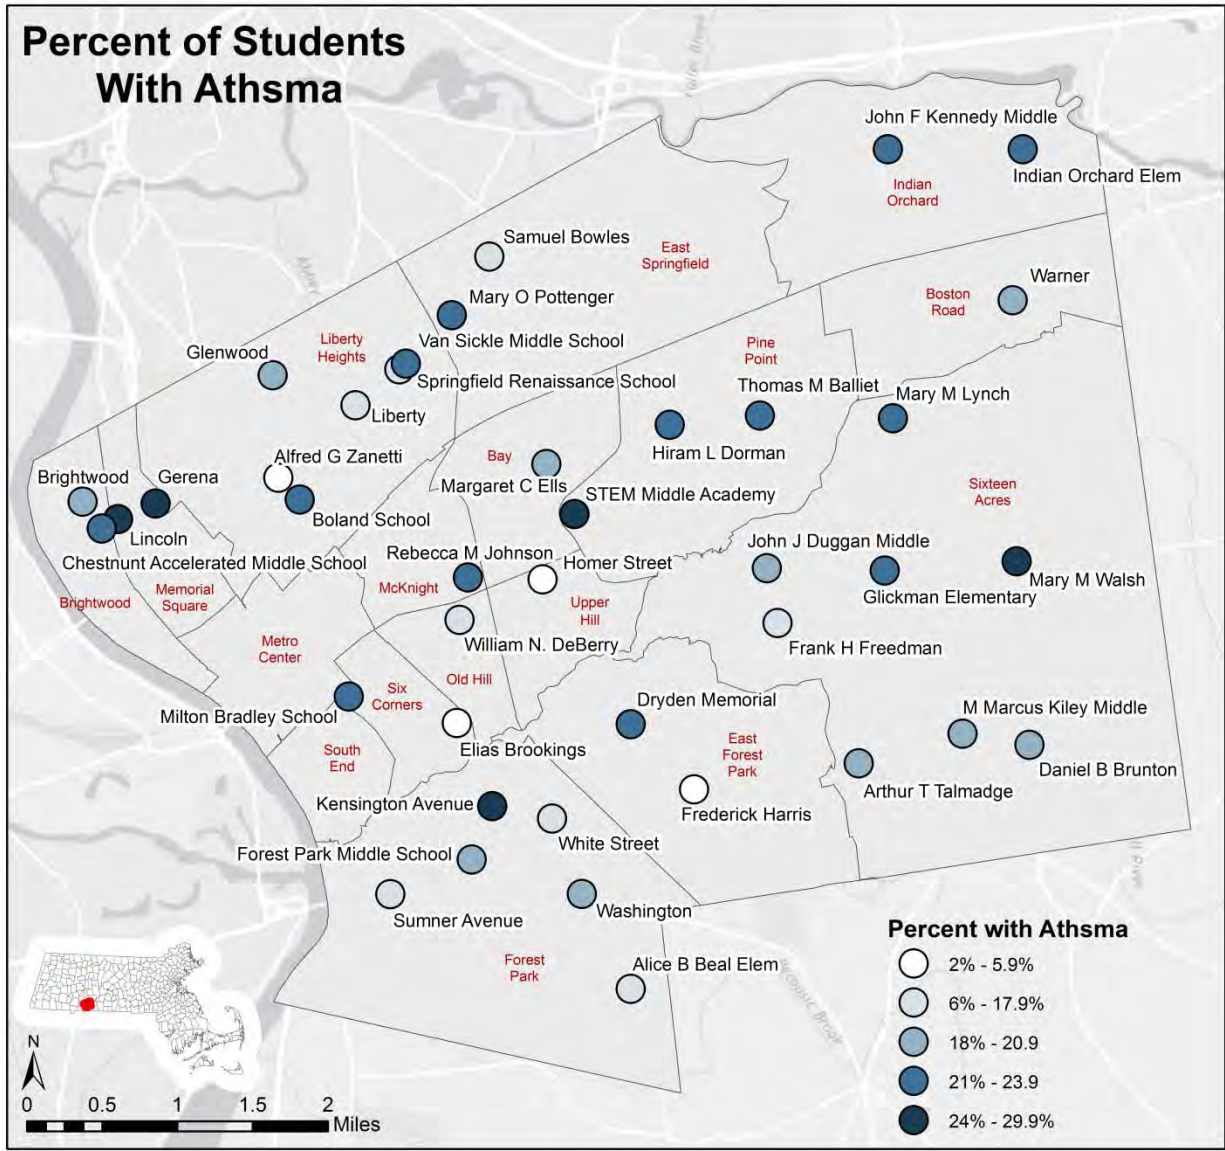 Percent of Students
With Athsma
John F Kennedy Middle
Indian Orchard Elem
Indian
Orchard
Samuel Bowles
East
Springfield
Mary O Pottenger
Warner
Boston
Road
Van Sickle Middle School
Liberty
Heights
Glenwood
Springfield Renaissance School
Pine
Point
Thomas M Balliet
Mary M Lynch
Liberty
Hiram L Dorman
Alfred G Zanetti
Bay
Margaret C Ells
STEM Middle Academy
Sixteen
Acres
Brightwood
Gerena
Boland School
Lincoln
Chestnunt Accelerated Middle School
Rebecca M Johnson
Homer Street
John J Duggan Middle
Glickman Elementary
Mary M Walsh
Brightwood
Memorial
Square
McKnight
Upper
Hill
William N. DeBerry
Frank H Freedman
Metro
Center
Old Hill
Six
Corners
Milton Bradley School
Dryden Memorial
M Marcus Kiley Middle
Elias Brookings
South
End
East
Forest
Park
Daniel B Brunton
Arthur T Talmadge
Kensington Avenue
Frederick Harris
White Street
Forest Park Middle School
Sumner Avenue
Washington
Forest
Park
Alice B Beal Elem
Percent with Athsma
2% - 5.9%
6% - 17.9%
18% - 20.9
21% - 23.9
24% - 29.9%
N
0 0.5 1 2
Miles